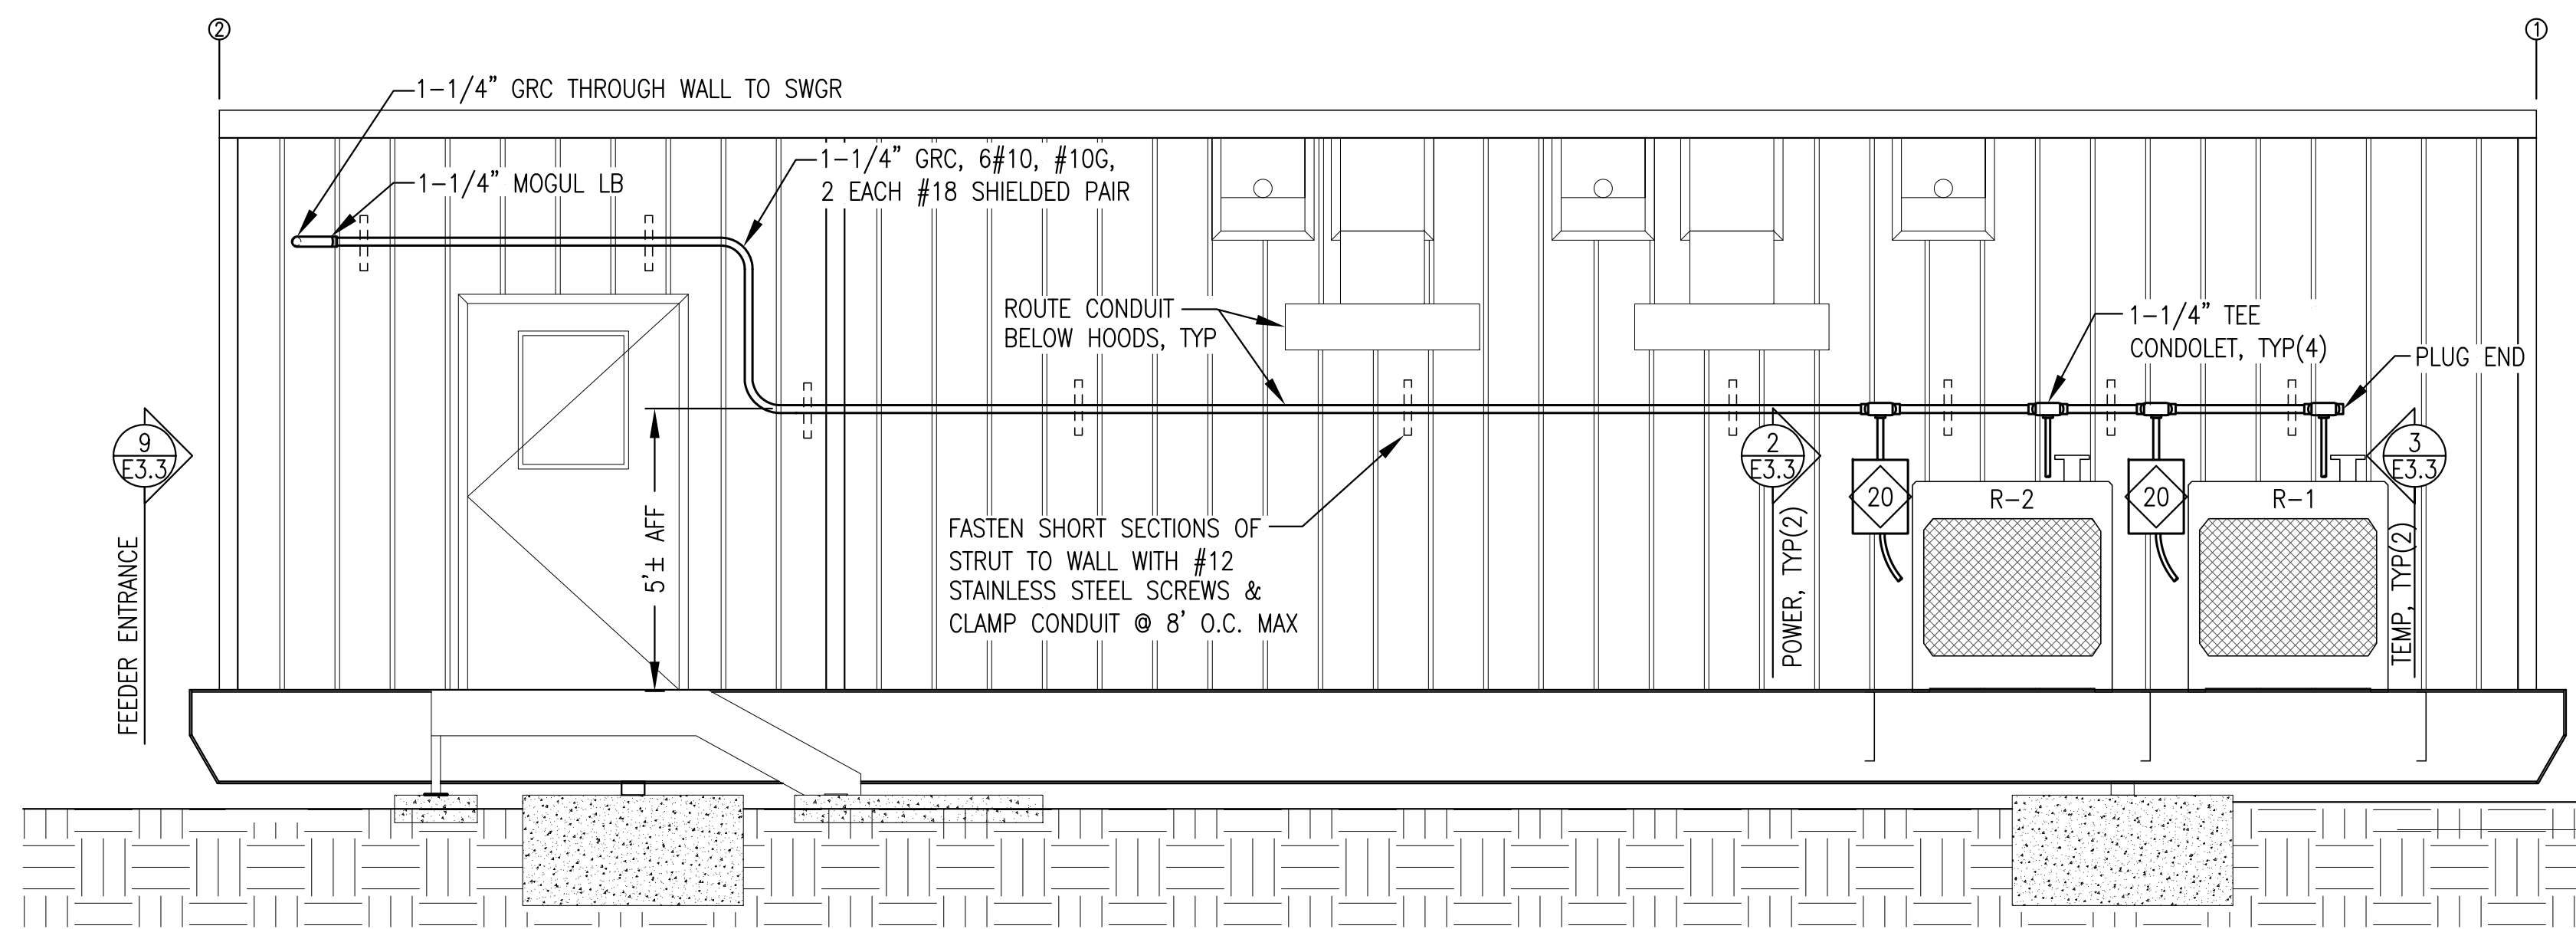 2
1
1-1/4" GRC THROUGH WALL TO SWGR
1-1/4" MOGUL LB
1-1/4" GRC, 6#10, #10G,
2 EACH #18 SHIELDED PAIR
ROUTE CONDUIT
BELOW HOODS, TYP
1-1/4" TEE
CONDOLET, TYP(4)
PLUG END
9
E3.3
FEEDER ENTRANCE
5'± AFF
FASTEN SHORT SECTIONS OF
STRUT TO WALL WITH #12
STAINLESS STEEL SCREWS &
CLAMP CONDUIT @ 8' O.C. MAX
2
E3.3
POWER, TYP(2)
20
R-2
20
R-1
3
E3.3
TEMP, TYP(2)